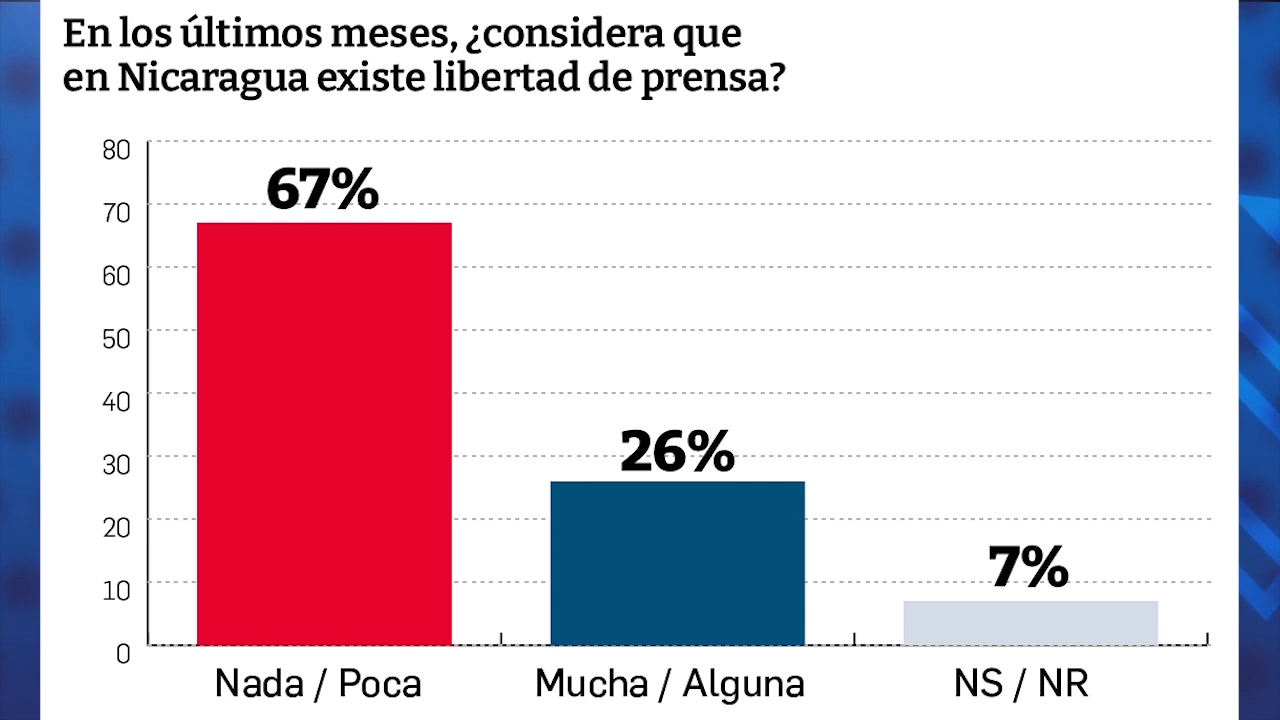 En los últimos meses, ¿considera que
en Nicaragua existe libertad de prensa?
80
70
60
50
40
30
20
10
0
67%
26%
7%
Nada / Poca
Mucha / Alguna
NS / NR